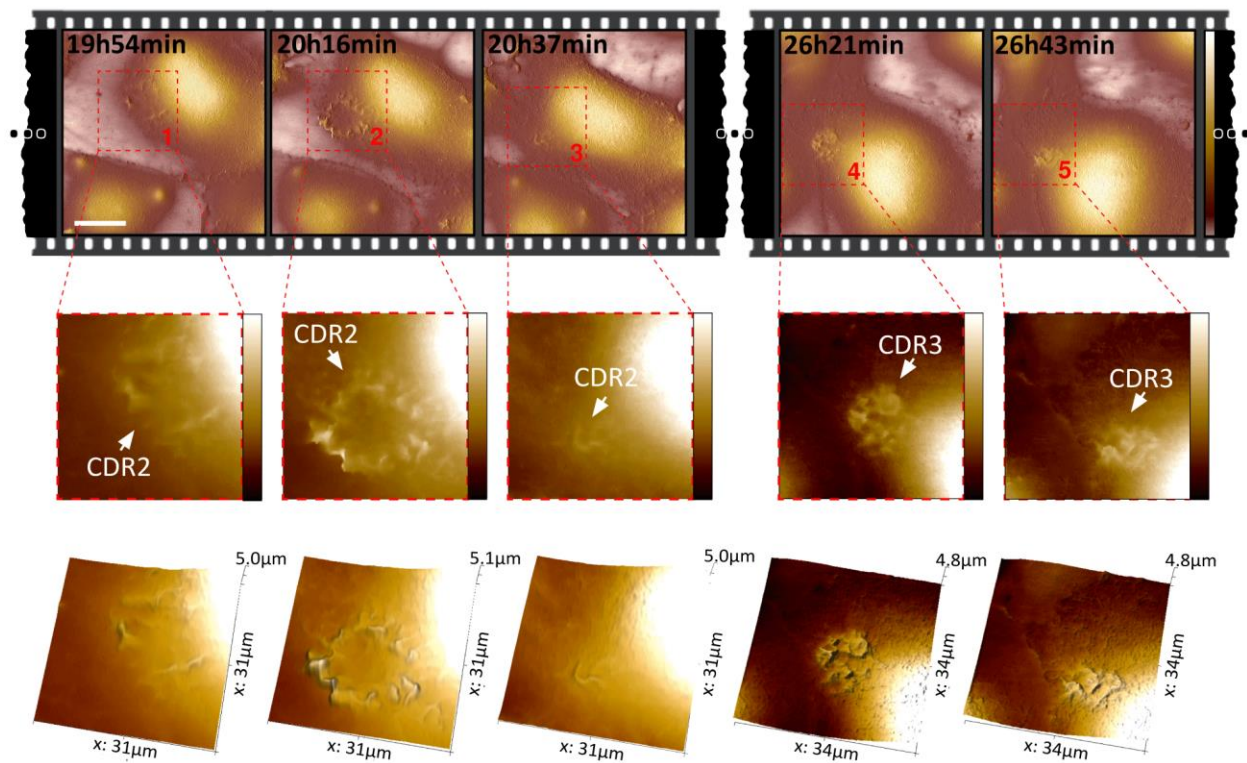 19h54min
20h16min
20h37min
26h21min
26h43min
1
2
3
4
5
CDR2
CDR2
CDR2
CDR3
CDR3
5.0µm
5.1µm
5.0µm
4.8µm
4.8µm
x: 31µm
x: 31µm
x: 31µm
x: 34µm
x: 34µm
x: 31µm
x: 31µm
x: 31µm
x: 34µm
x: 34µm